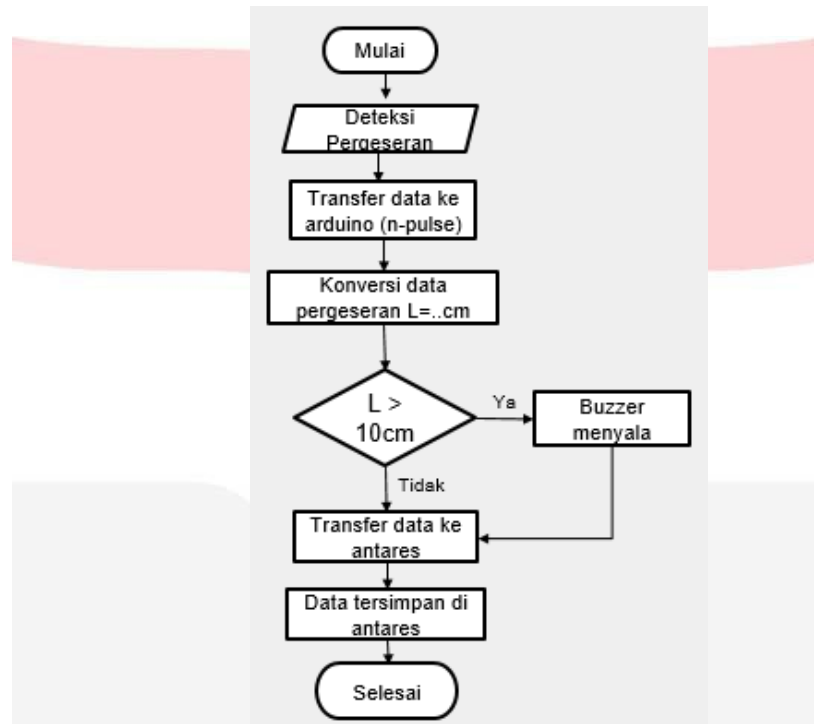 Mulai
Deteksi
Pergeseran
Transfer data ke
arduino (n-pulse)
Konversi data
pergeseran L=..cm
L >
10cm
Ya
Buzzer
menyala
Tidak
Transfer data ke
antares
Data tersimpan di
antares
Selesai